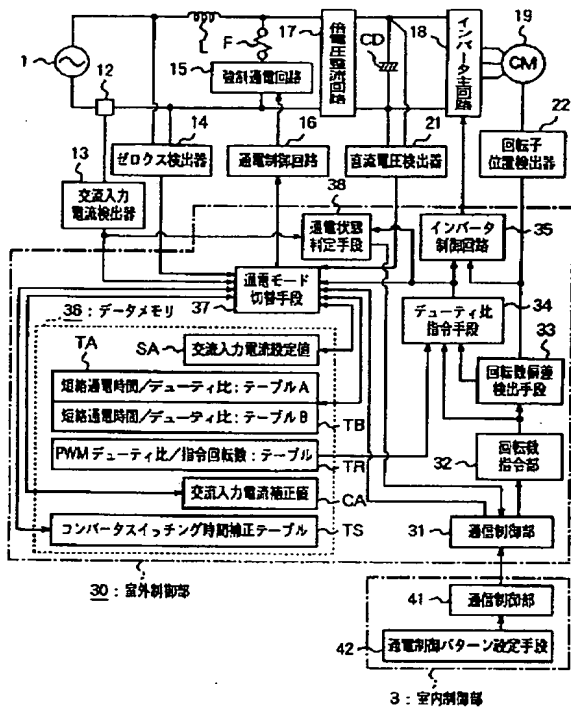 1
12
L
F
15
強制通電回路
17
倍電圧整流回路
CD
18
インバータ主回路
19
CM
13
交流入力
電流検出器
14
ゼロクス検出器
16
通電制御回路
21
直流電圧検出器
22
回転子
位置検出器
38
通電状態
判定手段
35
インバータ
制御回路
37
通電モード
切替手段
34
デューティ比
指令手段
33
回転数偏差
検出手段
32
回転数
指令部
31
通信制御部
36：データメモリ
TA
SA
交流入力電流設定値
短絡通電時間/デューティ比：テーブルA
短絡通電時間/デューティ比：テーブルB
TB
PWMデューティ比/指令回転数：テーブル
TR
交流入力電流補正値
CA
コンバータスイッチング時間補正テーブル
TS
30：室外制御部
41
通信制御部
42
通電制御パターン設定手段
3：室内制御部